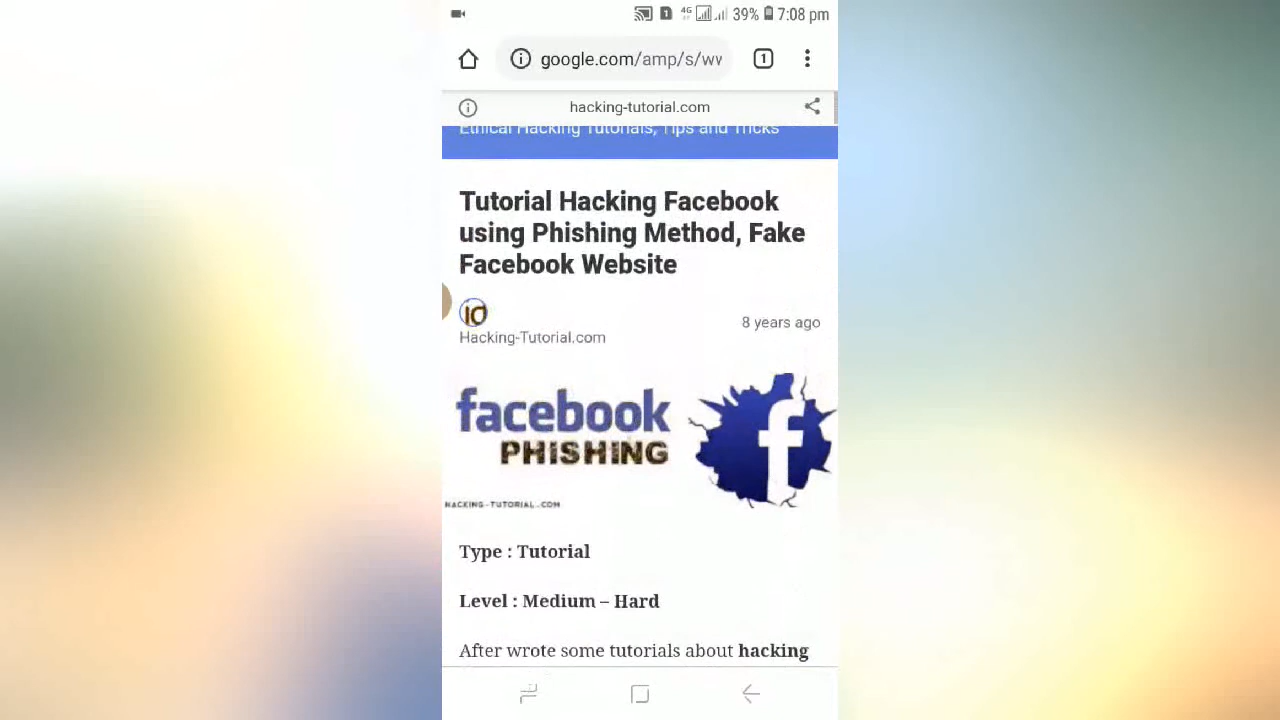 4G 39% 7:08 pm
google.com/amp/s/wv
1
hacking-tutorial.com
Ethical Hacking Tutorials, Tips and Tricks
Tutorial Hacking Facebook
using Phishing Method, Fake
Facebook Website
Hacking-Tutorial.com
8 years ago
facebook
PHISHING
HACKING-TUTORIAL.COM
Type : Tutorial
Level : Medium – Hard
After wrote some tutorials about hacking